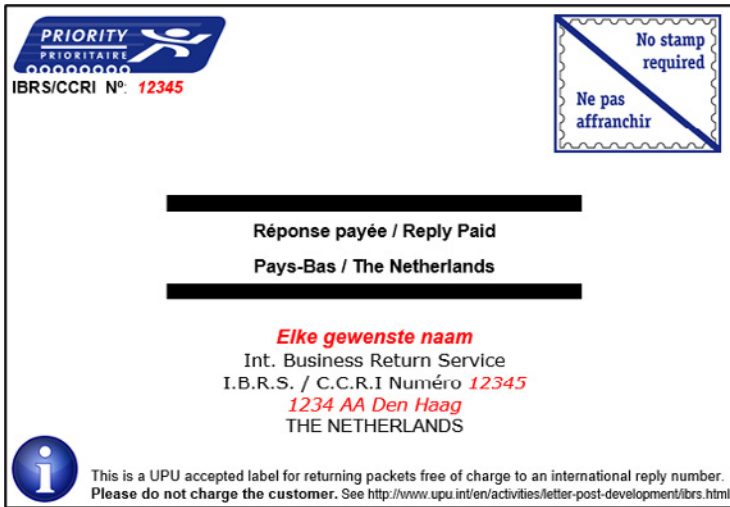 PRIORITY
PRIORITAIRE
IBRS/CCRI Nº: 12345
No stamp
required
Ne pas
affranchir
Réponse payée / Reply Paid
Pays-Bas / The Netherlands
Elke gewenste naam
Int. Business Return Service
I.B.R.S. / C.C.R.I Numéro 12345
1234 AA Den Haag
THE NETHERLANDS
i
This is a UPU accepted label for returning packets free of charge to an international reply number.
Please do not charge the customer. See http://www.upu.int/en/activities/letter-post-development/ibrs.html